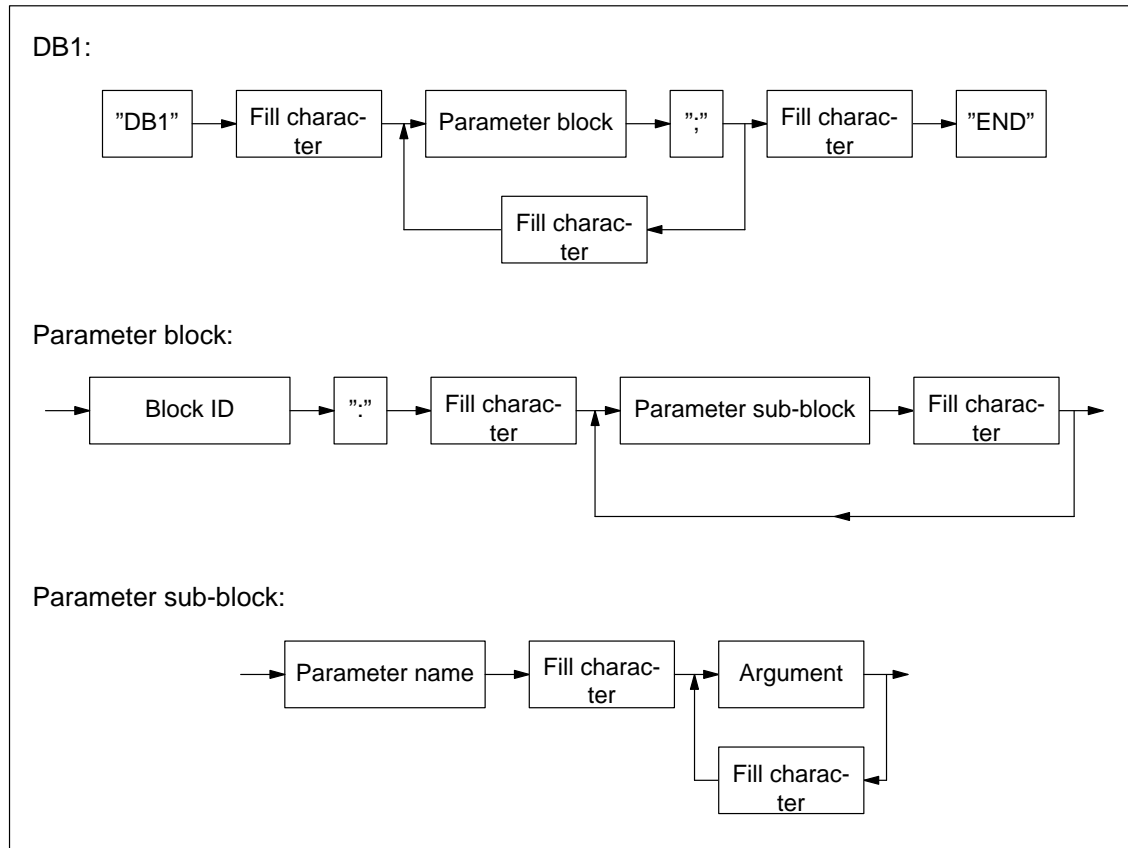 DB1:
”DB1”
Fill charac-
ter
Parameter block
”;”
Fill charac-
ter
”END”
Fill charac-
ter
Parameter block:
Block ID
”:”
Fill charac-
ter
Parameter sub-block
Fill charac-
ter
Parameter sub-block:
Parameter name
Fill charac-
ter
Argument
Fill charac-
ter